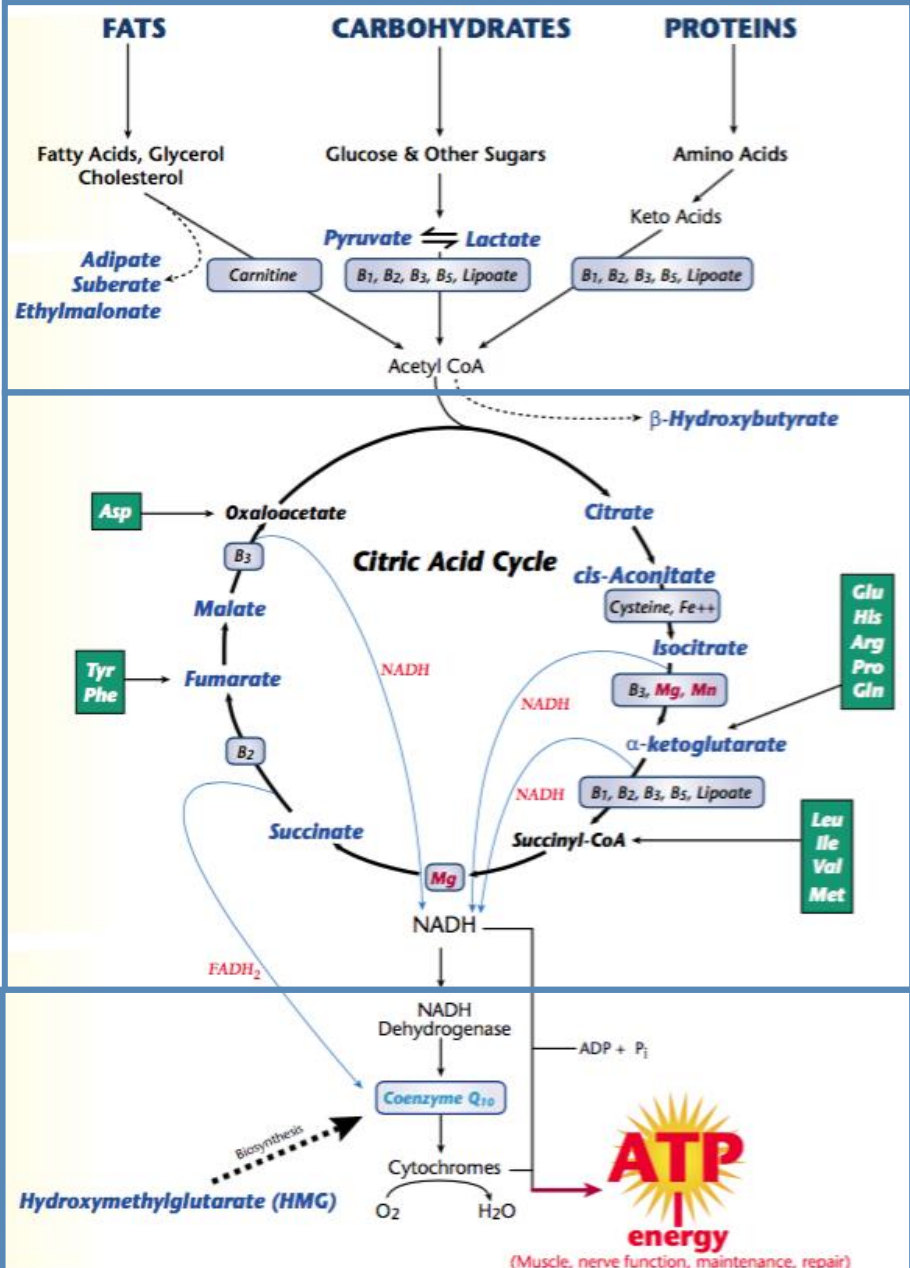 FATS
CARBOHYDRATES
PROTEINS
Fatty Acids, Glycerol
Cholesterol
Glucose & Other Sugars
Amino Acids
Keto Acids
Pyruvate ⇌ Lactate
Adipate
Suberate
Ethylmalonate
Carnitine
B1, B2, B3, B5, Lipoate
B1, B2, B3, B5, Lipoate
Acetyl CoA
β-Hydroxybutyrate
Asp
Oxaloacetate
Citrate
B3
Citric Acid Cycle
cis-Aconitate
Cysteine, Fe++
Glu
His
Arg
Pro
Gln
Malate
Isocitrate
Tyr
Phe
Fumarate
NADH
B3, Mg, Mn
NADH
α-ketoglutarate
B2
NADH
B1, B2, B3, B5, Lipoate
Succinate
Succinyl-CoA
Leu
Ile
Val
Met
Mg
NADH
FADH2
NADH
Dehydrogenase
ADP + Pi
Coenzyme Q10
Biosynthesis
Cytochromes
Hydroxymethylglutarate (HMG)
O2
H2O
ATP
energy
(Muscle, nerve function, maintenance, repair)